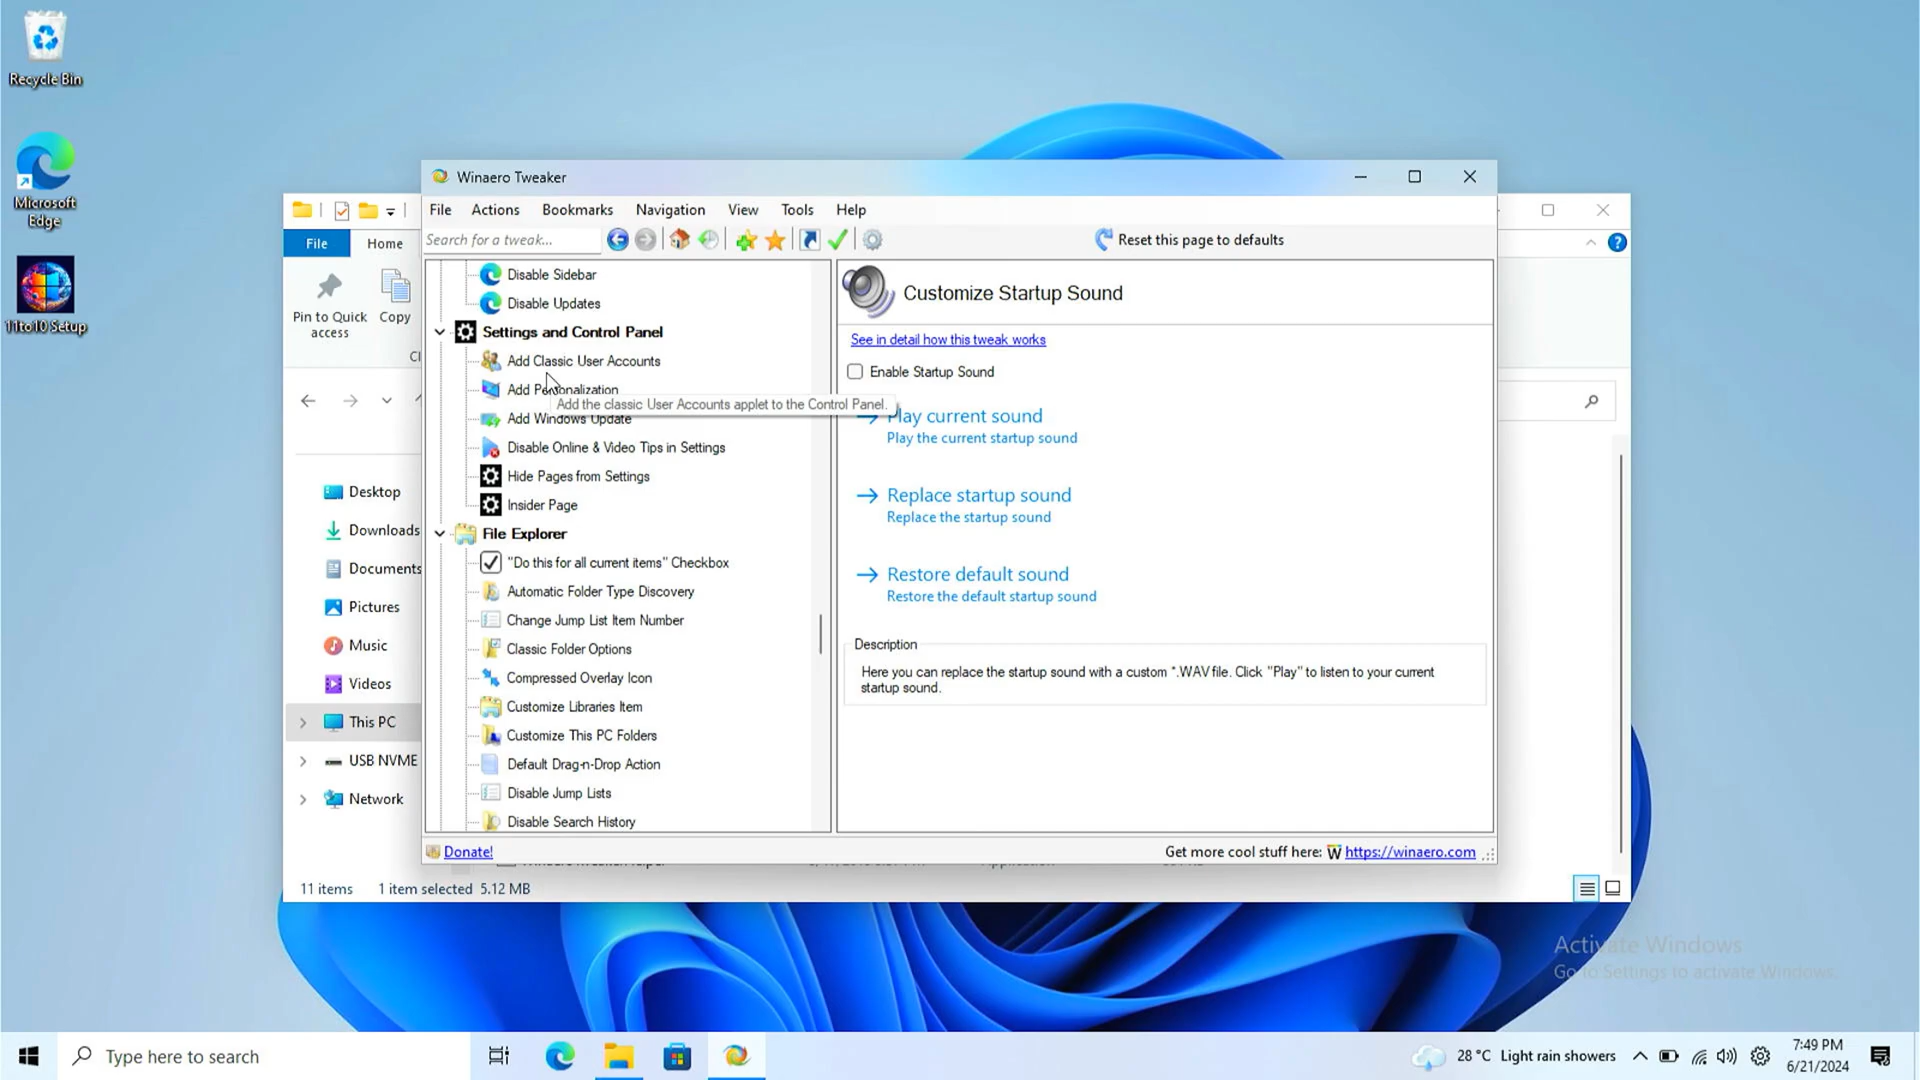 Recycle Bin
Microsoft
Edge
11to10 Setup
File
Home
Pin to Quick
access
Copy
Desktop
Downloads
Documents
Pictures
Music
Videos
This PC
USB NVME
Network
11 items
1 item selected 5.12 MB
Winaero Tweaker
File
Actions
Bookmarks
Navigation
View
Tools
Help
Search for a tweak...
Reset this page to defaults
Disable Sidebar
Disable Updates
Settings and Control Panel
Add Classic User Accounts
Add Personalization
Add the classic User Accounts applet to the Control Panel.
Add Windows Update
Disable Online & Video Tips in Settings
Hide Pages from Settings
Insider Page
File Explorer
"Do this for all current items" Checkbox
Automatic Folder Type Discovery
Change Jump List Item Number
Classic Folder Options
Compressed Overlay Icon
Customize Libraries Item
Customize This PC Folders
Default Drag-n-Drop Action
Disable Jump Lists
Disable Search History
Customize Startup Sound
See in detail how this tweak works
Enable Startup Sound
Play current sound
Play the current startup sound
Replace startup sound
Replace the startup sound
Restore default sound
Restore the default startup sound
Description
Here you can replace the startup sound with a custom *.WAV file. Click "Play" to listen to your current
startup sound.
Donate!
Get more cool stuff here:
W https://winaero.com
Activate Windows
Go to Settings to activate Windows.
Type here to search
28°C Light rain showers
7:49 PM
6/21/2024